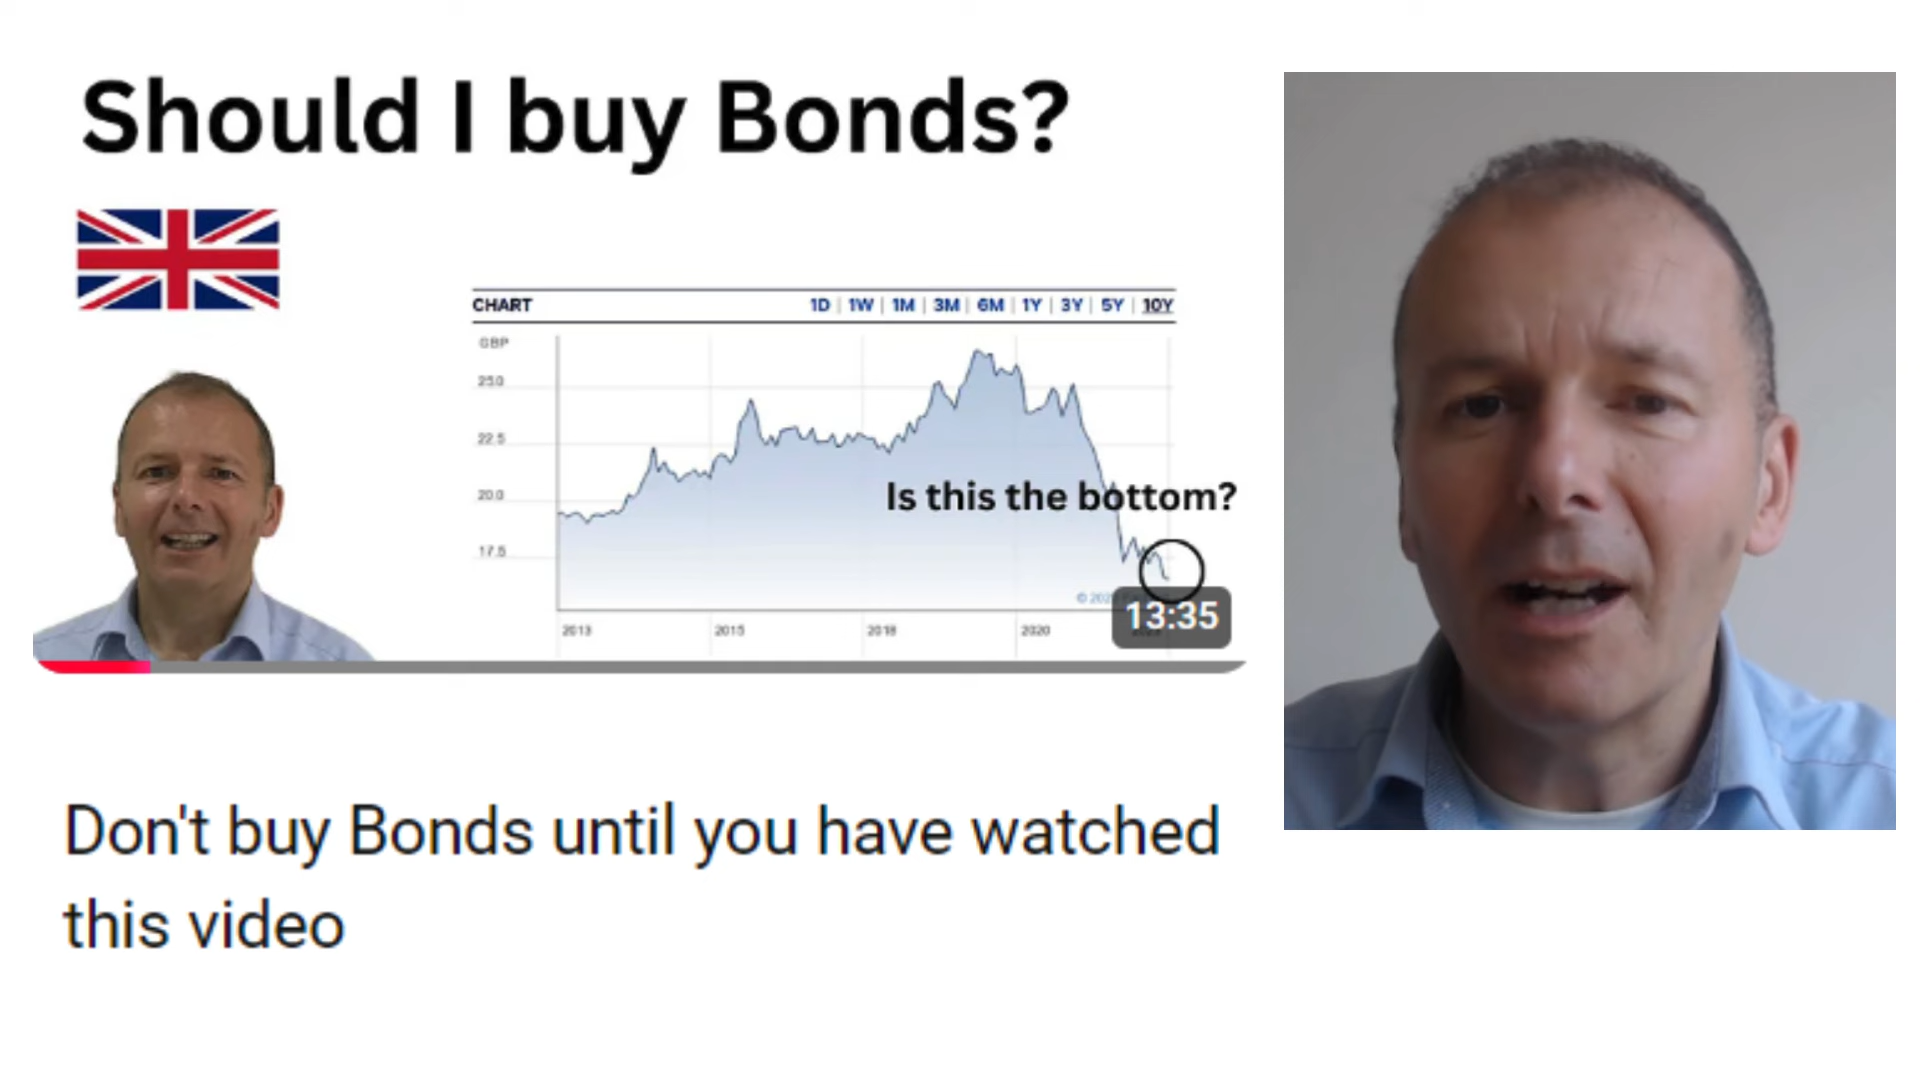 Should I buy Bonds?
CHART 1D | 1W | 1M | 3M | 6M | 1Y | 3Y | 5Y | 10Y
GBP
25.0
22.5
20.0
17.5
Is this the bottom?
13:35
2013 2015 2018 2020
Don't buy Bonds until you have watched
this video